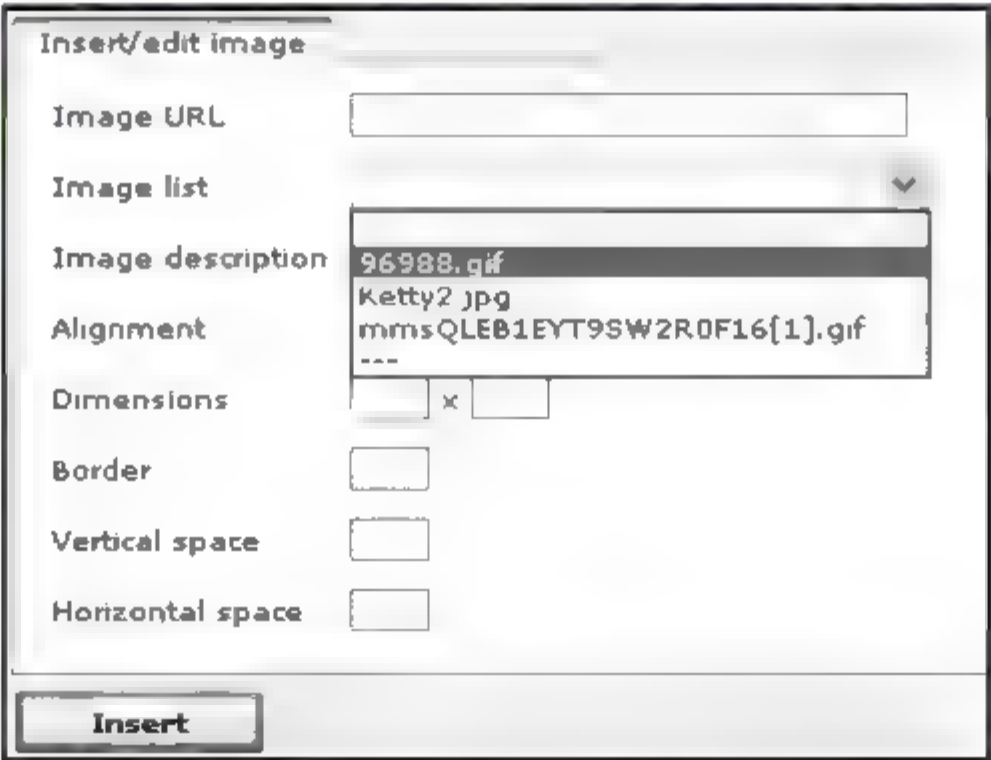 Insert/edit image
Image URL
Image list
Image description
96988.gif
Ketty2 jpg
mmsQLEB1EYT9SW2R0F16[1].gif
Alignment
---
Dimensions x
Border
Vertical space
Horizontal space
Insert